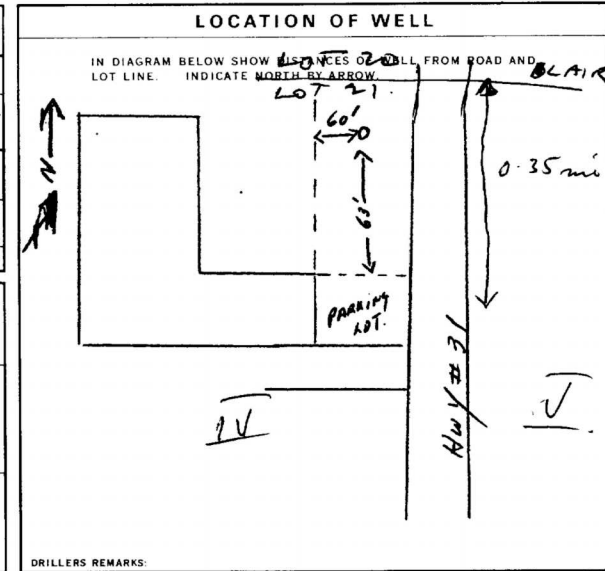 LOCATION OF WELL
IN DIAGRAM BELOW SHOW DISTANCES OF WELL FROM ROAD AND
LOT LINE. INDICATE NORTH BY ARROW.
LOT 20
BLAIR
LOT 21.
60'
N
0.35 mi
63'
PARKING
LOT.
HWY #31
IV
V
DRILLERS REMARKS: